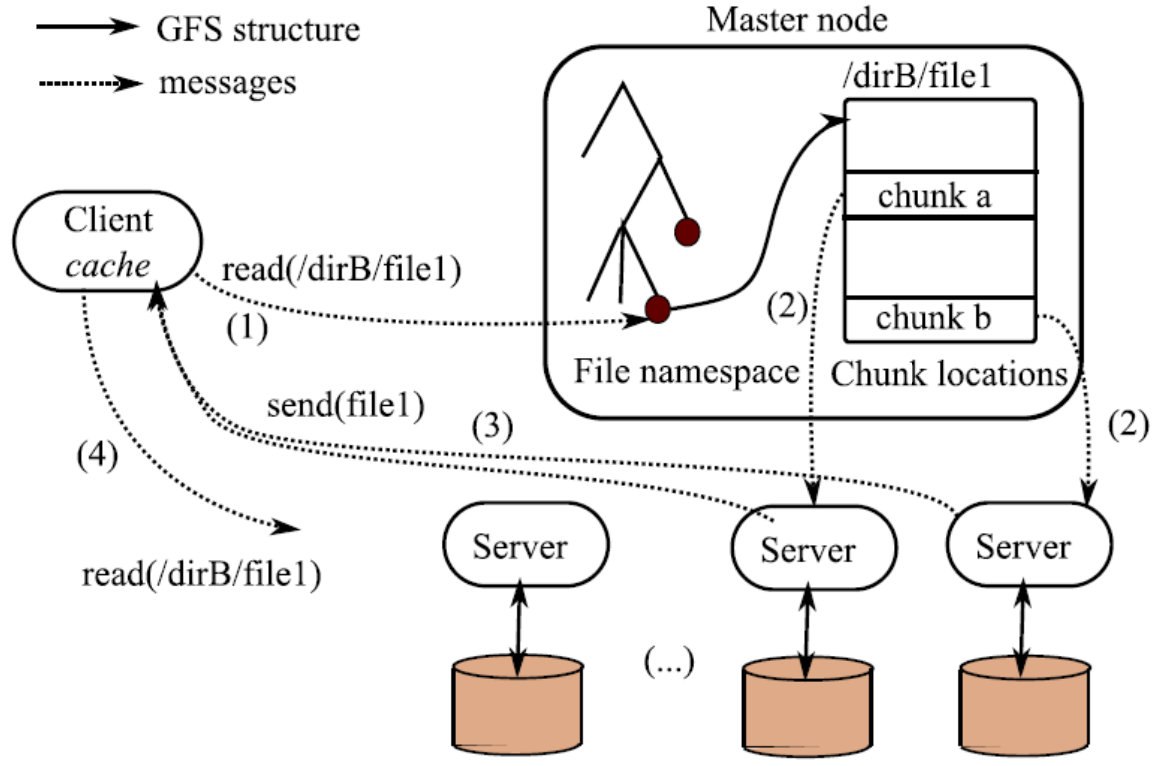 GFS structure
messages
Master node
/dirB/file1
chunk a
chunk b
File namespace
Chunk locations
Client
cache
read(/dirB/file1)
(1)
(2)
(2)
send(file1)
(3)
(4)
read(/dirB/file1)
Server
Server
Server
(...)